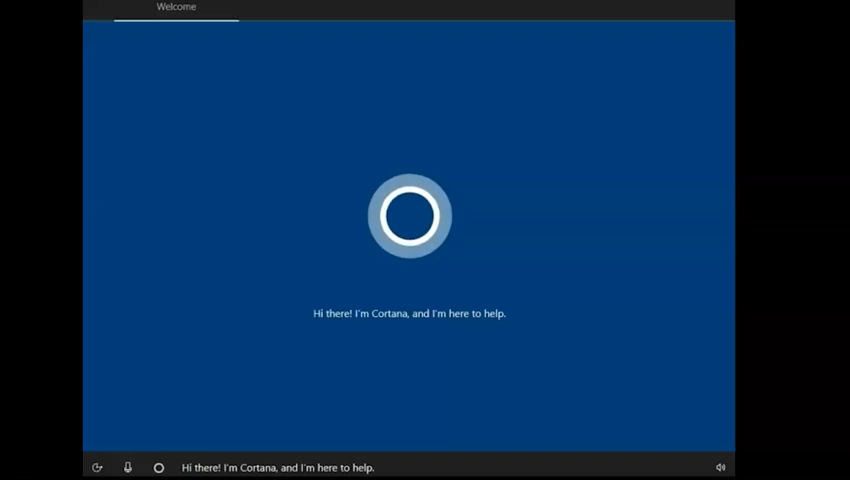 Welcome
Hi there! I'm Cortana, and I'm here to help.
Hi there! I'm Cortana, and I'm here to help.